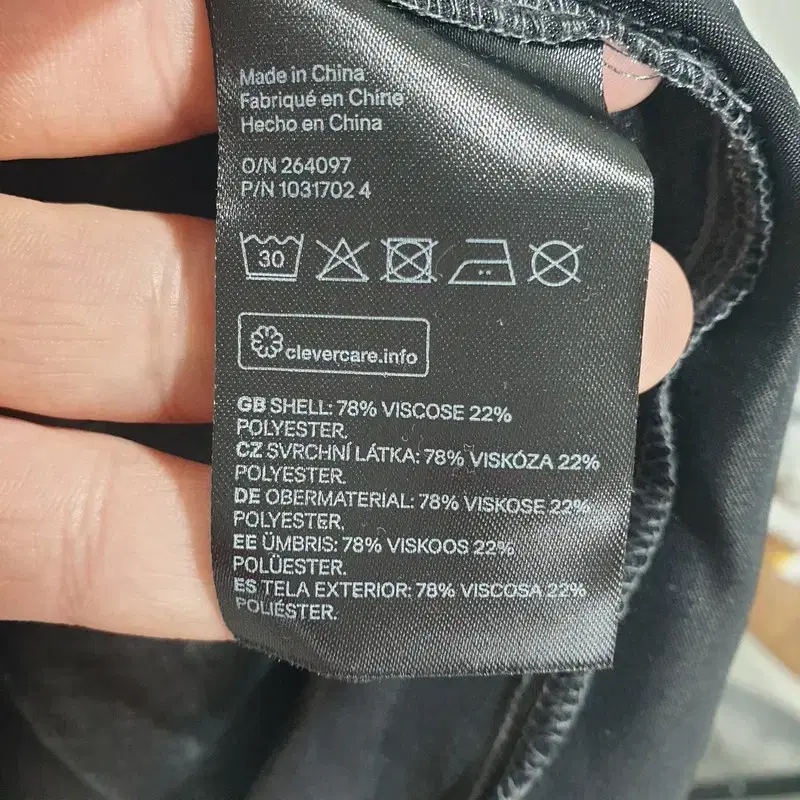 Made in China
Fabriqué en Chine
Hecho en China
O/N 264097
P/N 1031702 4
30
clevercare.info
GB SHELL: 78% VISCOSE 22%
POLYESTER.
CZ SVRCHNÍ LÁTKA: 78% VISKÓZA 22%
POLYESTER.
DE OBERMATERIAL: 78% VISKOSE 22%
POLYESTER.
EE ÜMBRIS: 78% VISKOOS 22%
POLÜESTER.
ES TELA EXTERIOR: 78% VISCOSA 22%
POLIÉSTER.